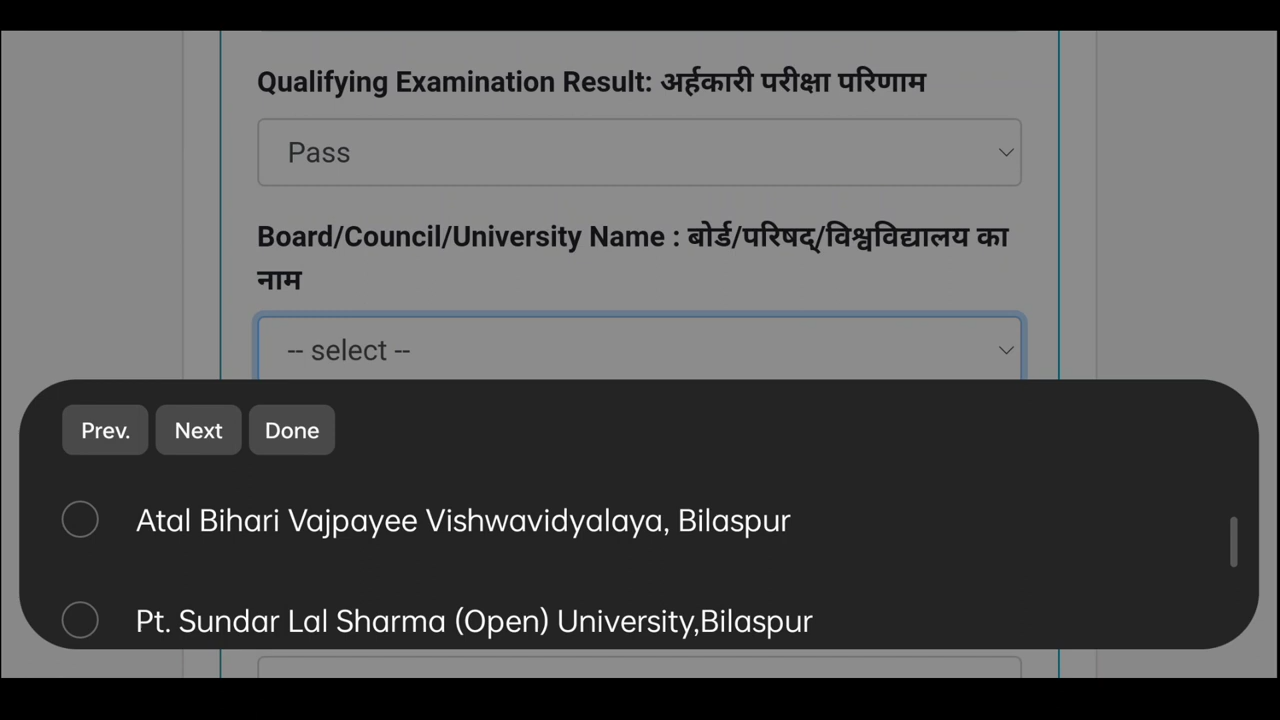 Qualifying Examination Result: अर्हकारी परीक्षा परिणाम
Pass
Board/Council/University Name : बोर्ड/परिषद्/विश्वविद्यालय का
नाम
-- select --
Prev. Next Done
Atal Bihari Vajpayee Vishwavidyalaya, Bilaspur
Pt. Sundar Lal Sharma (Open) University,Bilaspur